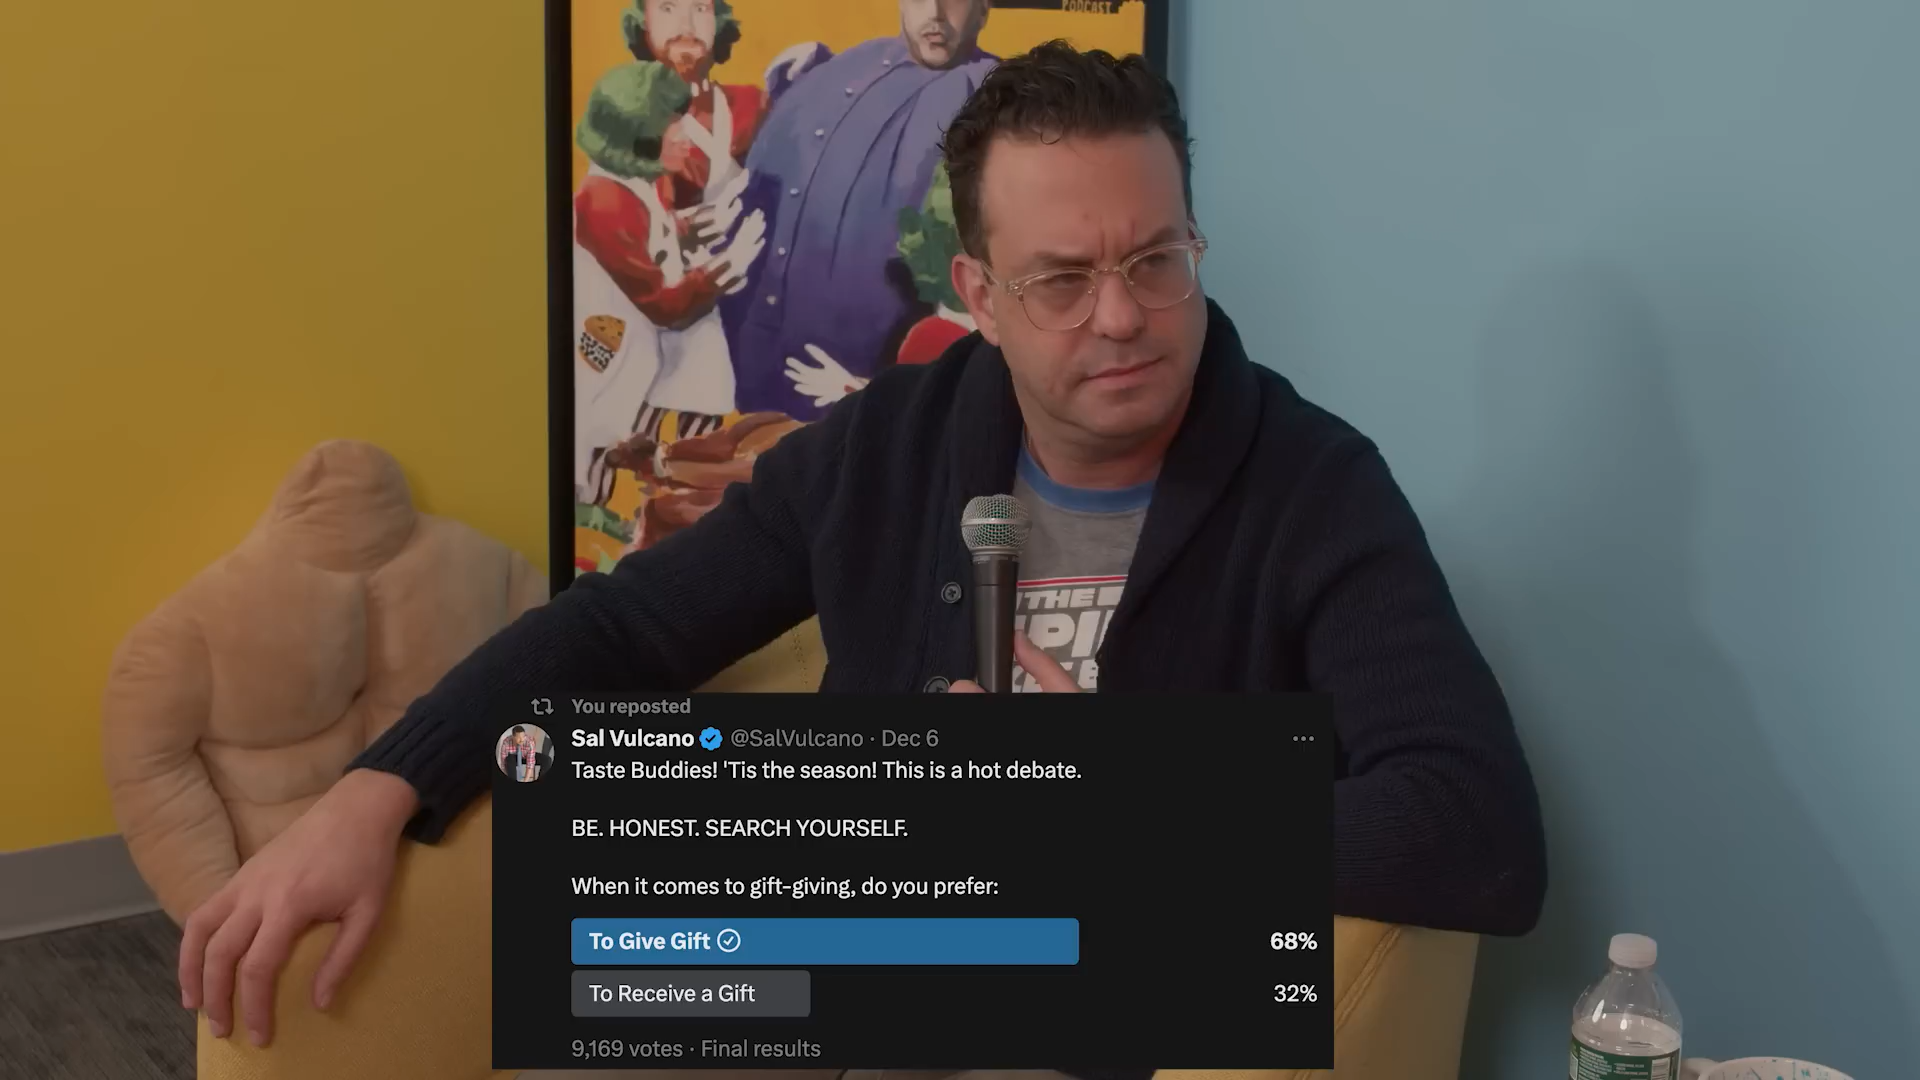 PODCAST
THE
You reposted
Sal Vulcano @SalVulcano · Dec 6
Taste Buddies! 'Tis the season! This is a hot debate.
BE. HONEST. SEARCH YOURSELF.
When it comes to gift-giving, do you prefer:
To Give Gift 68%
To Receive a Gift 32%
9,169 votes · Final results